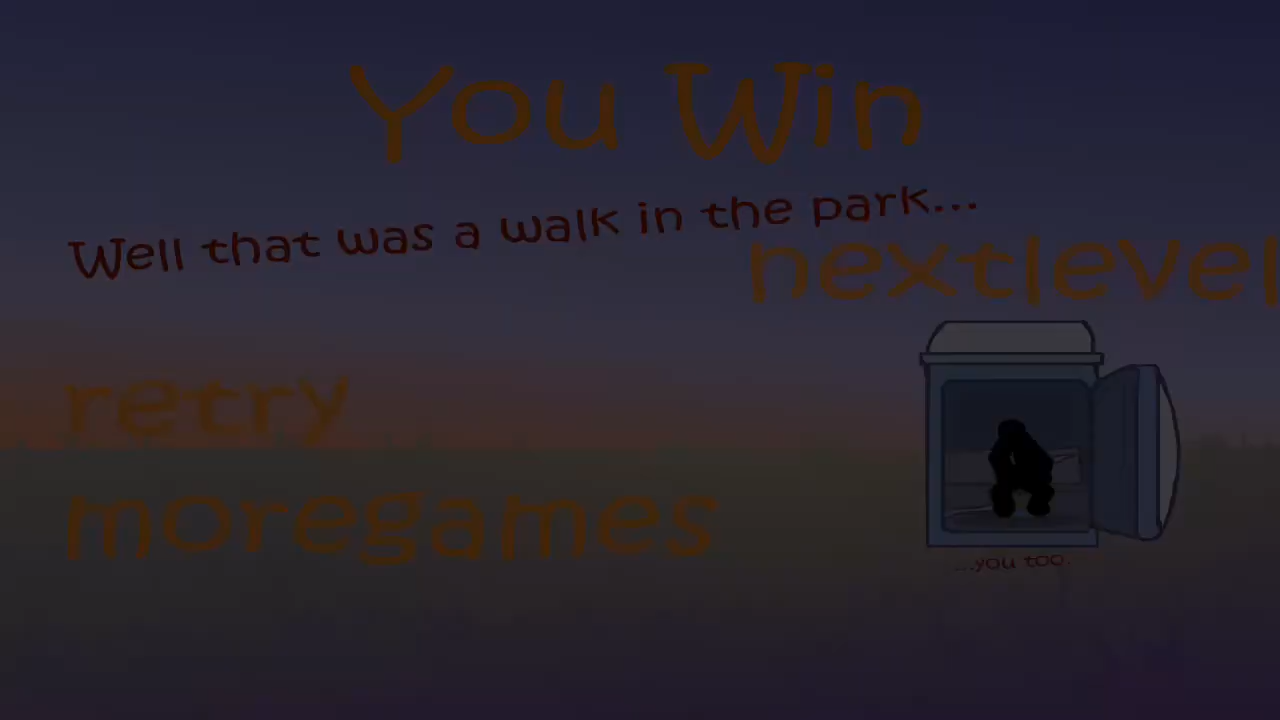 You Win
Well that was a walk in the park...
nextlevel
retry
moregames
...you too.